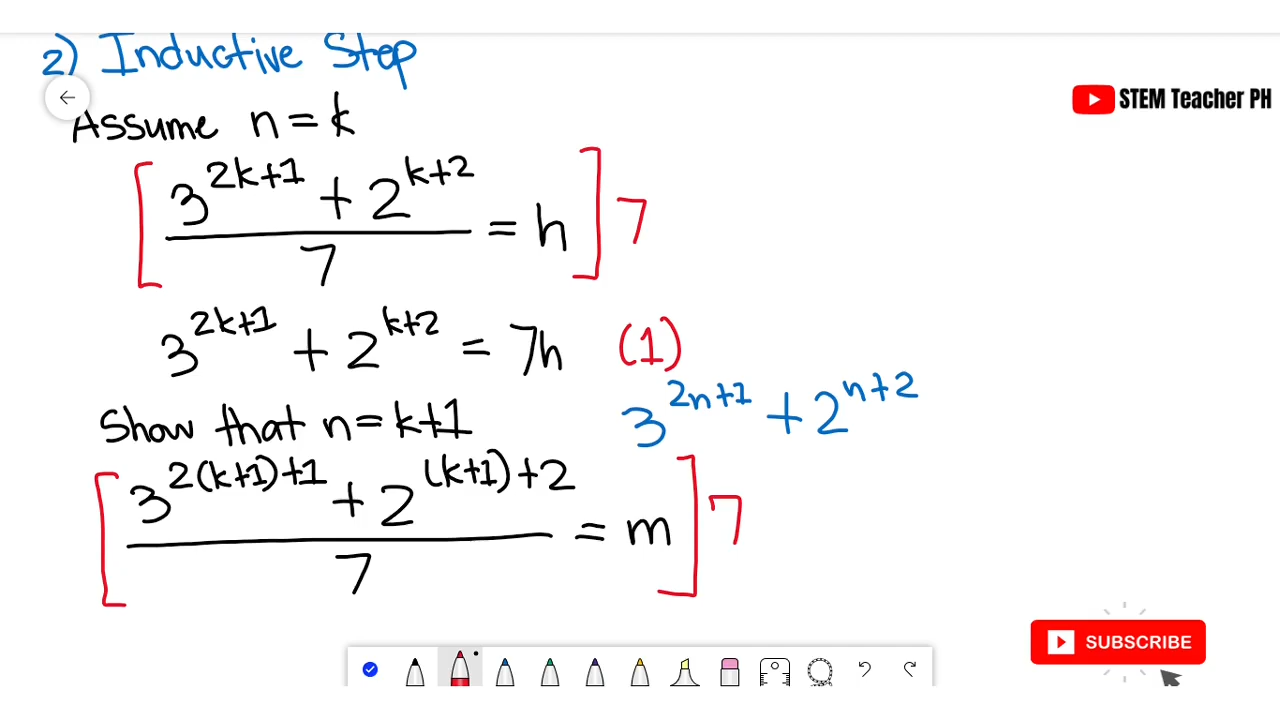 2) Inductive Step
Assume n = k
STEM Teacher PH
[ (3^(2k+1) + 2^(k+2)) / 7 = h ] 7
3^(2k+1) + 2^(k+2) = 7h (1)
Show that n = k+1
3^(2n+1) + 2^(n+2)
[ (3^(2(k+1)+1) + 2^((k+1)+2)) / 7 = m ] 7
SUBSCRIBE